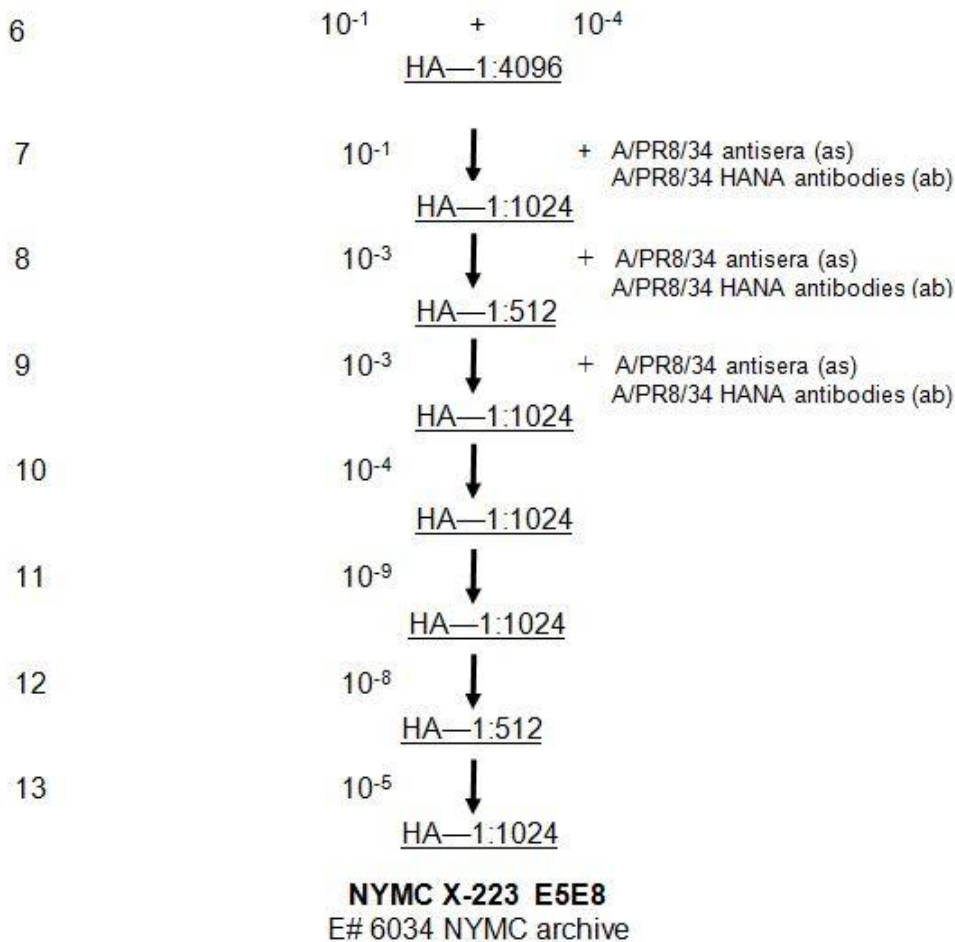 6 10⁻¹ + 10⁻⁴
HA—1:4096
7 10⁻¹ + A/PR8/34 antisera (as)
A/PR8/34 HANA antibodies (ab)
HA—1:1024
8 10⁻³ + A/PR8/34 antisera (as)
A/PR8/34 HANA antibodies (ab)
HA—1:512
9 10⁻³ + A/PR8/34 antisera (as)
A/PR8/34 HANA antibodies (ab)
HA—1:1024
10 10⁻⁴
HA—1:1024
11 10⁻⁹
HA—1:1024
12 10⁻⁸
HA—1:512
13 10⁻⁵
HA—1:1024
NYMC X-223 E5E8
E# 6034 NYMC archive